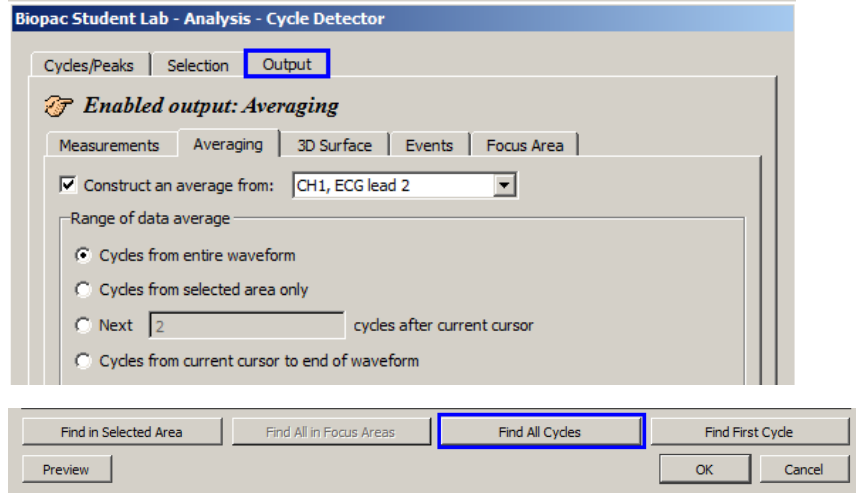 Biopac Student Lab - Analysis - Cycle Detector
Cycles/Peaks Selection Output
Enabled output: Averaging
Measurements Averaging 3D Surface Events Focus Area
Construct an average from: CH1, ECG lead 2
Range of data average
Cycles from entire waveform
Cycles from selected area only
Next 2 cycles after current cursor
Cycles from current cursor to end of waveform
Find in Selected Area Find All in Focus Areas Find All Cycles Find First Cycle
Preview OK Cancel